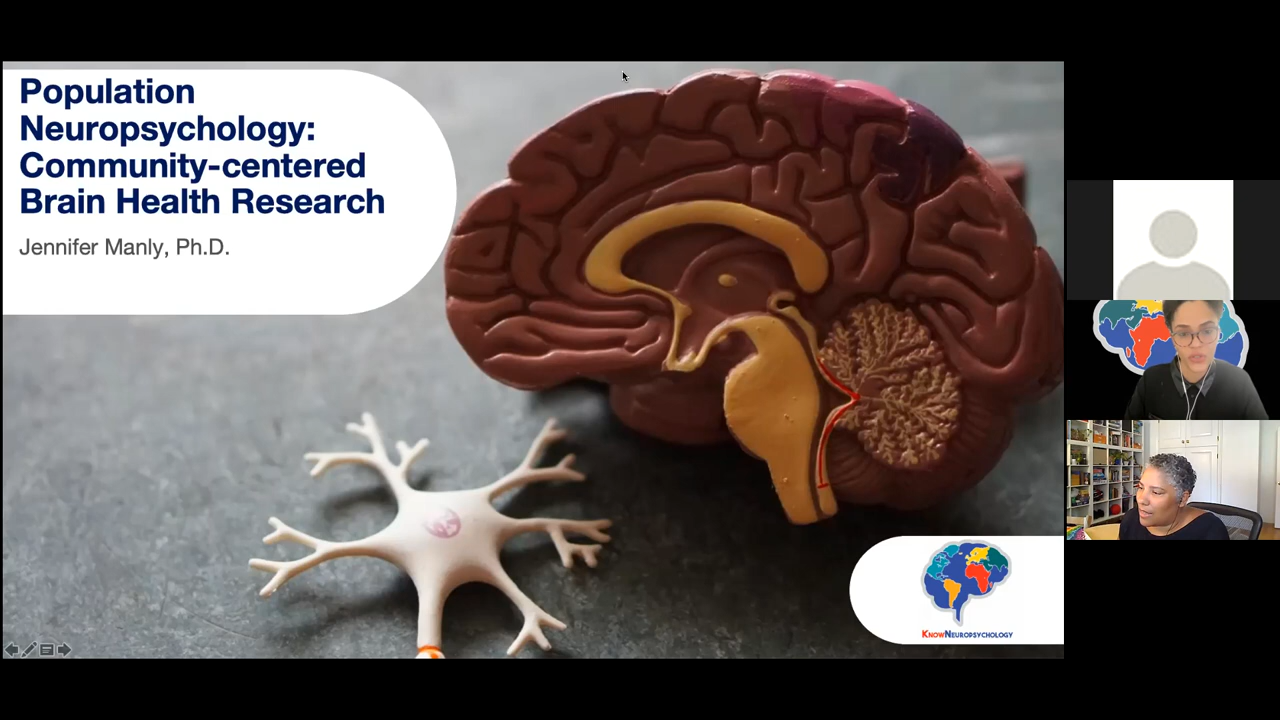 Population
Neuropsychology:
Community-centered
Brain Health Research
Jennifer Manly, Ph.D.
KnowNeuropsychology